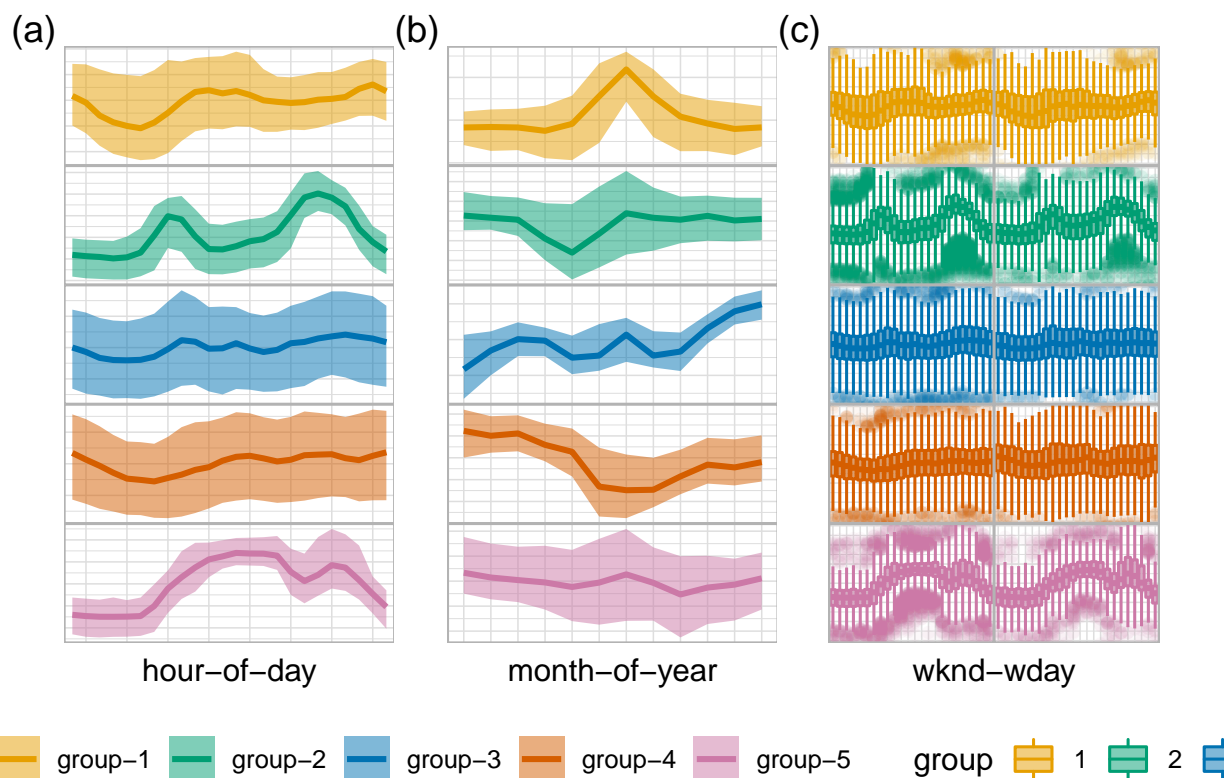 (a) (b) (c)
hour−of−day month−of−year wknd−wday
group−1 group−2 group−3 group−4 group−5 group 1 2